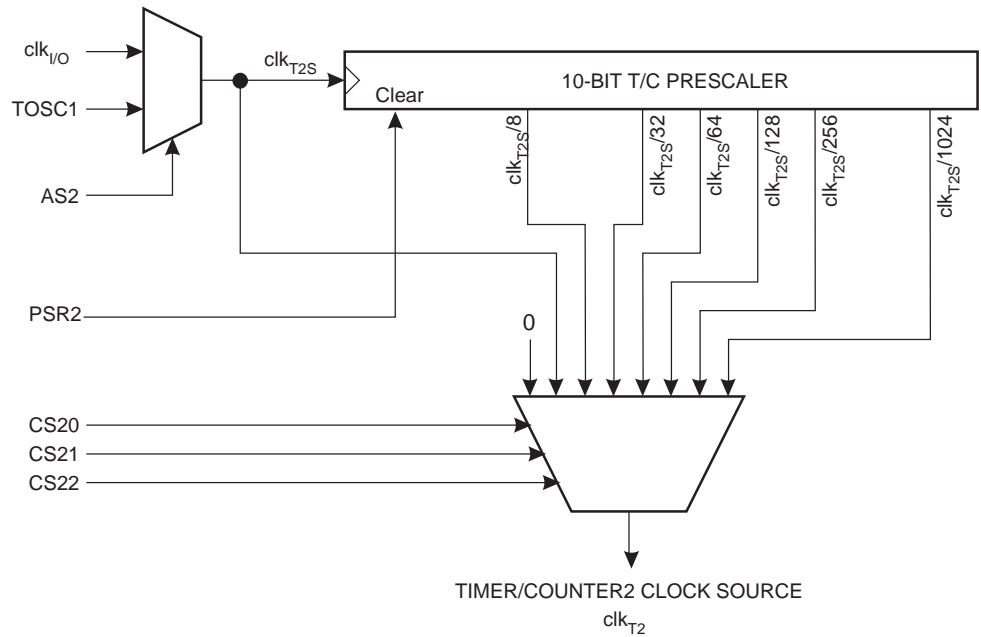 clkI/O
clkT2S
TOSC1
10-BIT T/C PRESCALER
Clear
clkT2S/8
clkT2S/32
clkT2S/64
clkT2S/128
clkT2S/256
clkT2S/1024
AS2
PSR2
0
CS20
CS21
CS22
TIMER/COUNTER2 CLOCK SOURCE
clkT2